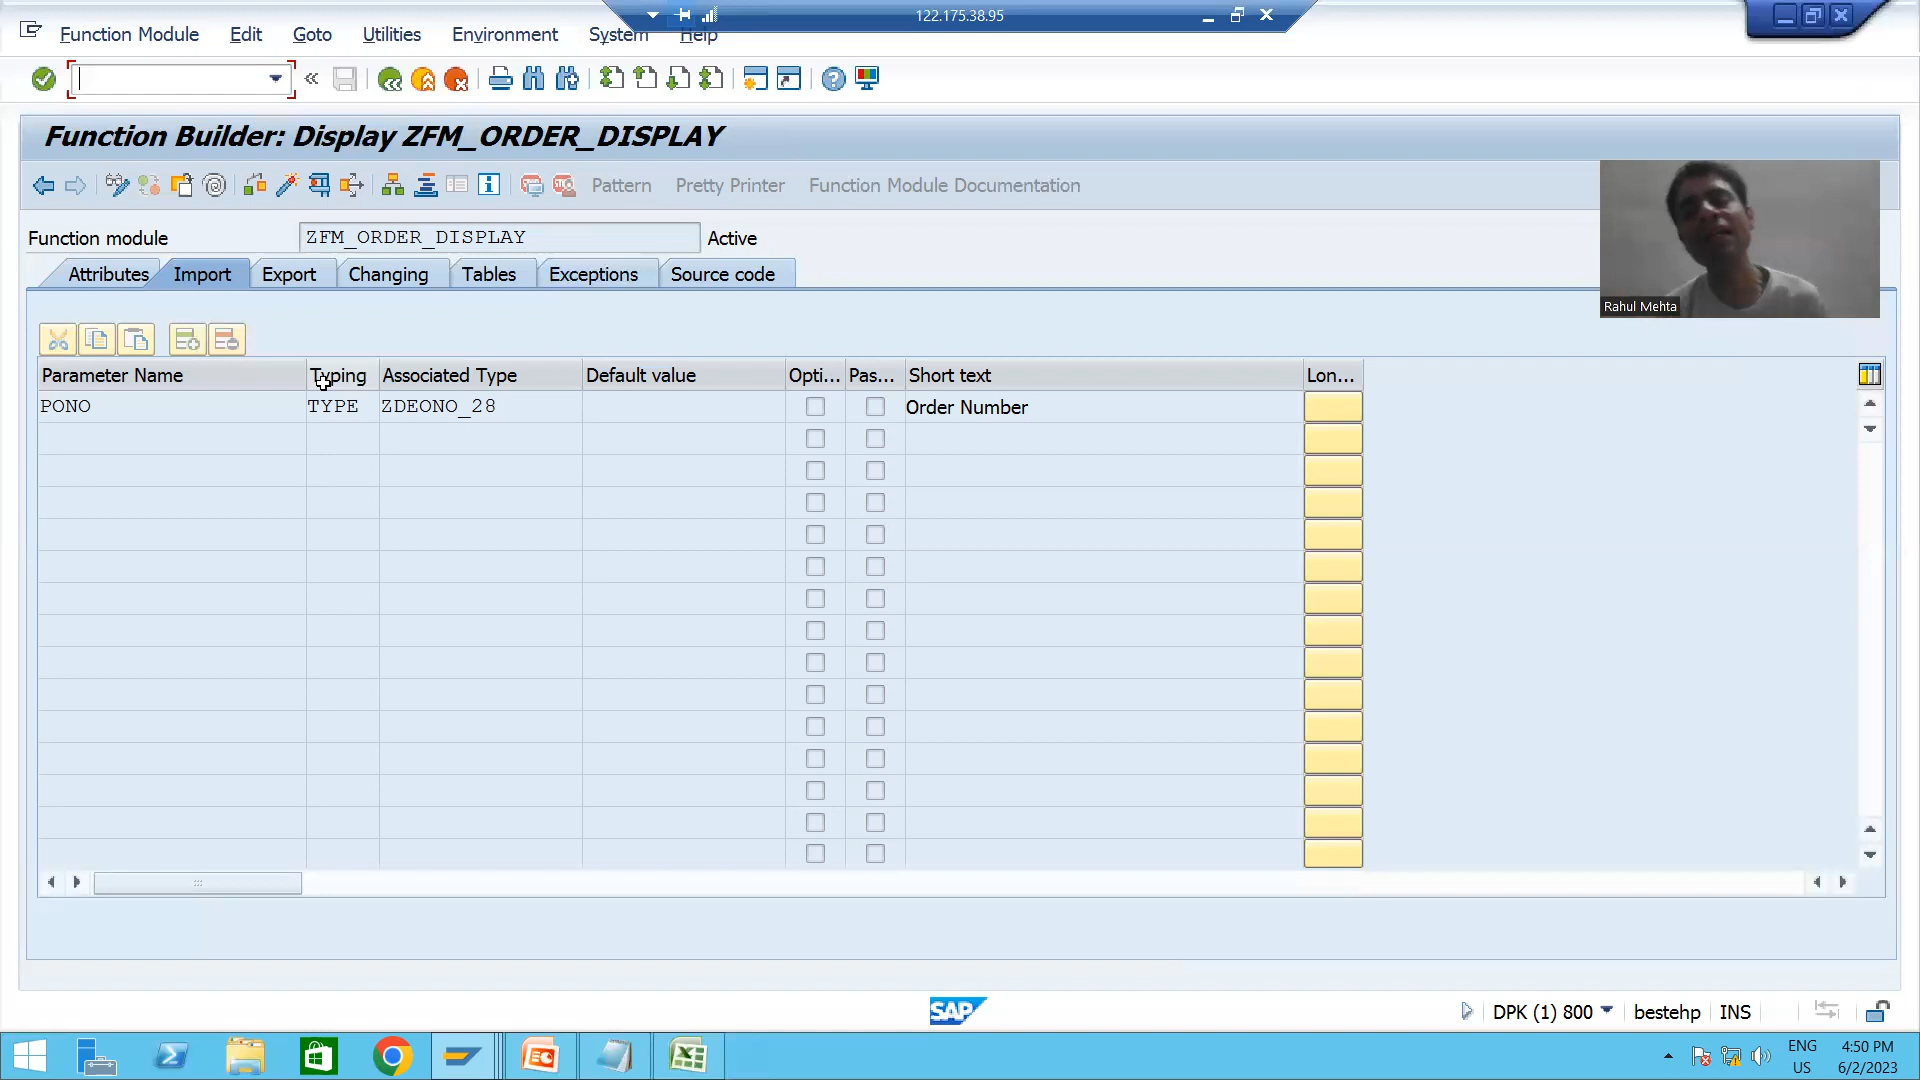 122.175.38.95
Function Module Edit Goto Utilities Environment System Help
Function Builder: Display ZFM_ORDER_DISPLAY
Pattern Pretty Printer Function Module Documentation
Function module ZFM_ORDER_DISPLAY Active
Attributes Import Export Changing Tables Exceptions Source code
Rahul Mehta
Parameter Name Typing Associated Type Default value Opti... Pas... Short text Lon...
PONO TYPE ZDEONO_28 Order Number
SAP DPK (1) 800 bestehp INS
ENG 4:50 PM
US 6/2/2023